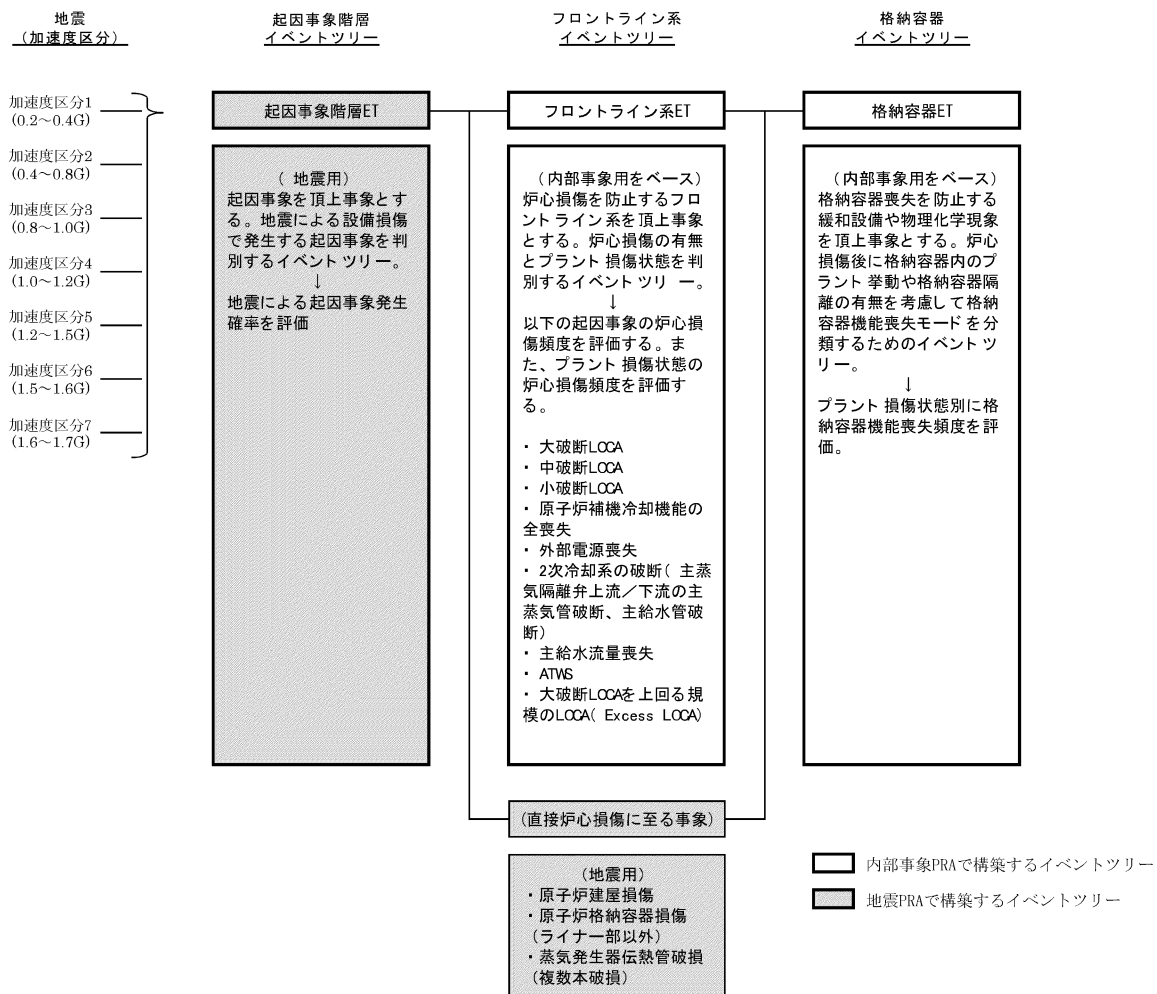 地震
（加速度区分）
起因事象階層
イベントツリー
フロントライン系
イベントツリー
格納容器
イベントツリー
加速度区分1
(0.2～0.4G)
加速度区分2
(0.4～0.8G)
加速度区分3
(0.8～1.0G)
加速度区分4
(1.0～1.2G)
加速度区分5
(1.2～1.5G)
加速度区分6
(1.5～1.6G)
加速度区分7
(1.6～1.7G)
起因事象階層ET
（地震用）
起因事象を頂上事象とす
る。地震による設備損傷
で発生する起因事象を判
別するイベントツリー。
↓
地震による起因事象発生
確率を評価
フロントライン系ET
（内部事象用をベース）
炉心損傷を防止するフロ
ントライン系を頂上事象
とする。炉心損傷の有無
とプラント損傷状態を判
別するイベントツリー。
↓
以下の起因事象の炉心損
傷頻度を評価する。ま
た、プラント損傷状態の
炉心損傷頻度を評価す
る。
・大破断LOCA
・中破断LOCA
・小破断LOCA
・原子炉補機冷却機能の
全喪失
・外部電源喪失
・2次冷却系の破断（主蒸
気隔離弁上流／下流の主
蒸気管破断、主給水管破
断）
・主給水流量喪失
・ATWS
・大破断LOCAを上回る規
模のLOCA（Excess LOCA）
格納容器ET
（内部事象用をベース）
格納容器喪失を防止する
緩和設備や物理化学現象
を頂上事象とする。炉心
損傷後に格納容器内のプ
ラント挙動や格納容器隔
離の有無を考慮して格納
容器機能喪失モードを分
類するためのイベントツ
リー。
↓
プラント損傷状態別に格
納容器機能喪失頻度を評
価。
（直接炉心損傷に至る事象）
（地震用）
・原子炉建屋損傷
・原子炉格納容器損傷
（ライナー部以外）
・蒸気発生器伝熱管破損
（複数本破損）
内部事象PRAで構築するイベントツリー
地震PRAで構築するイベントツリー